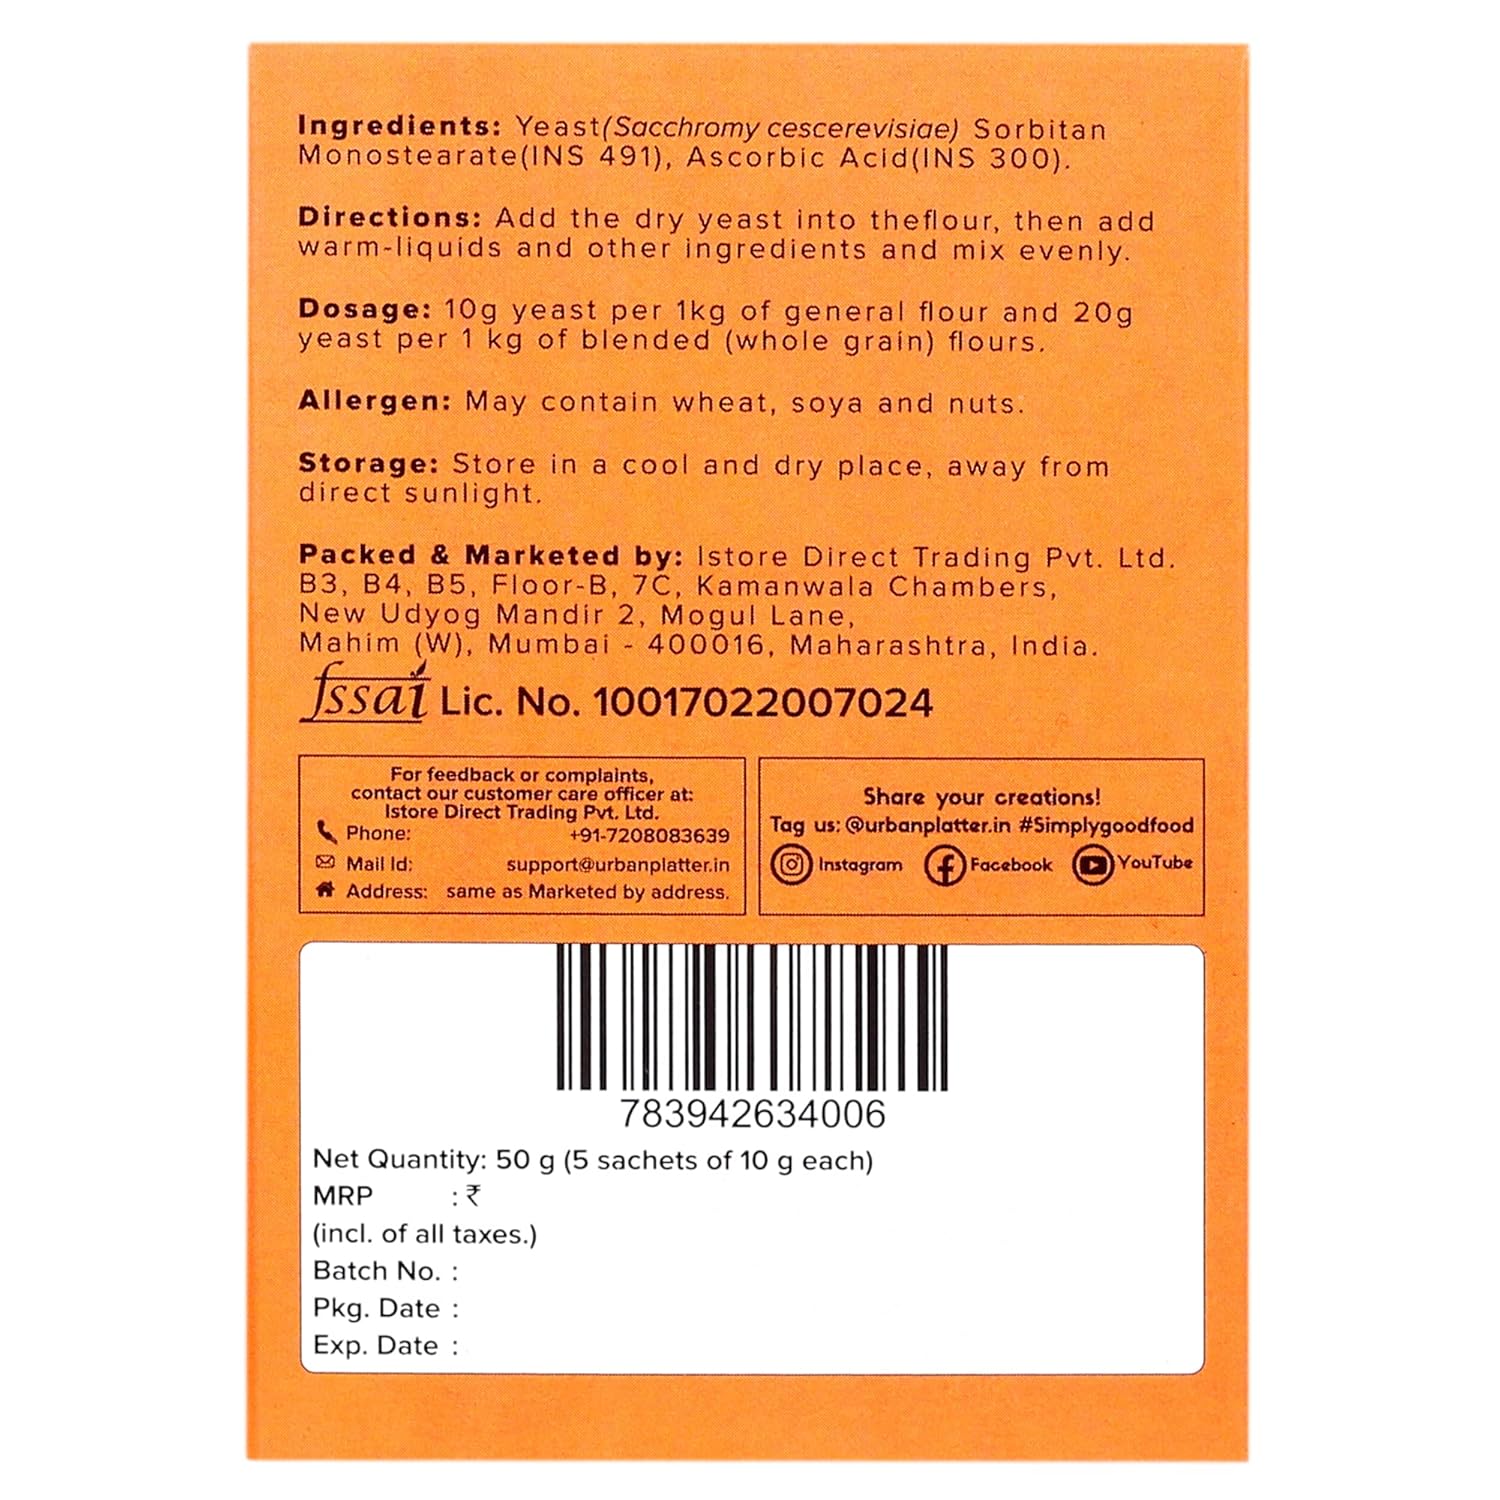 Ingredients: Yeast(Sacchromy cescerevisiae) Sorbitan
Monostearate(INS 491), Ascorbic Acid(INS 300).
Directions: Add the dry yeast into theflour, then add
warm-liquids and other ingredients and mix evenly.
Dosage: 10g yeast per 1kg of general flour and 20g
yeast per 1 kg of blended (whole grain) flours.
Allergen: May contain wheat, soya and nuts.
Storage: Store in a cool and dry place, away from
direct sunlight.
Packed & Marketed by: Istore Direct Trading Pvt. Ltd.
B3, B4, B5, Floor-B, 7C, Kamanwala Chambers,
New Udyog Mandir 2, Mogul Lane,
Mahim (W), Mumbai - 400016, Maharashtra, India.
fssai Lic. No. 10017022007024
For feedback or complaints,
contact our customer care officer at:
Istore Direct Trading Pvt. Ltd.
Phone: +91-7208083639
Mail Id: support@urbanplatter.in
Address: same as Marketed by address.
Share your creations!
Tag us: @urbanplatter.in #Simplygoodfood
Instagram Facebook YouTube
783942634006
Net Quantity: 50 g (5 sachets of 10 g each)
MRP : ₹
(incl. of all taxes.)
Batch No. :
Pkg. Date :
Exp. Date :